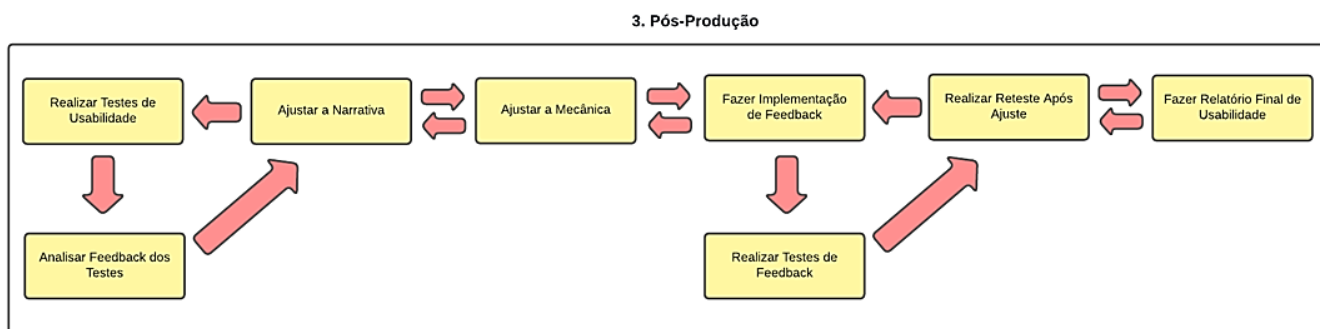 3. Pós-Produção
Realizar Testes de
Usabilidade
Ajustar a Narrativa
Ajustar a Mecânica
Fazer Implementação
de Feedback
Realizar Reteste Após
Ajuste
Fazer Relatório Final de
Usabilidade
Analisar Feedback dos
Testes
Realizar Testes de
Feedback